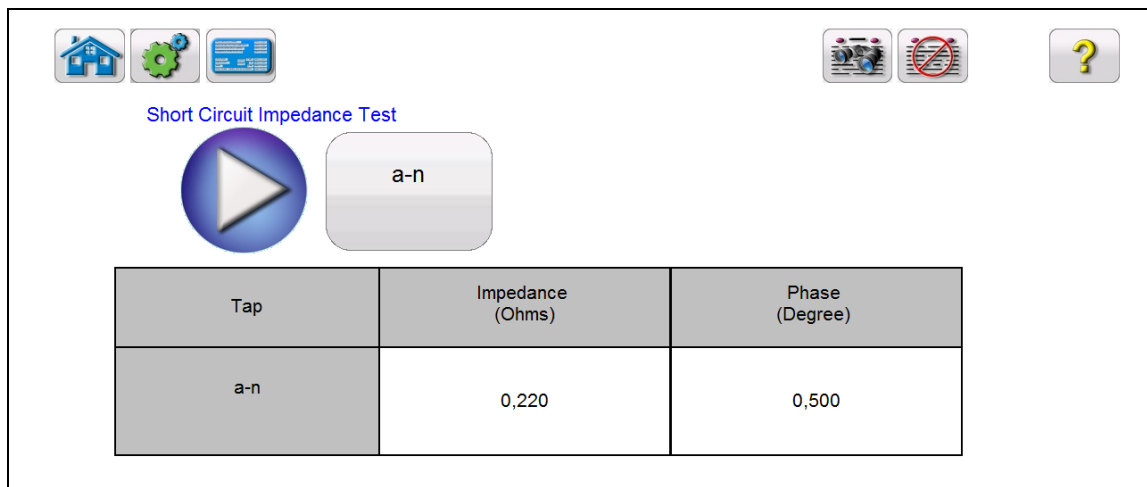 Short Circuit Impedance Test
a-n
Tap
Impedance
(Ohms)
Phase
(Degree)
a-n
0,220
0,500